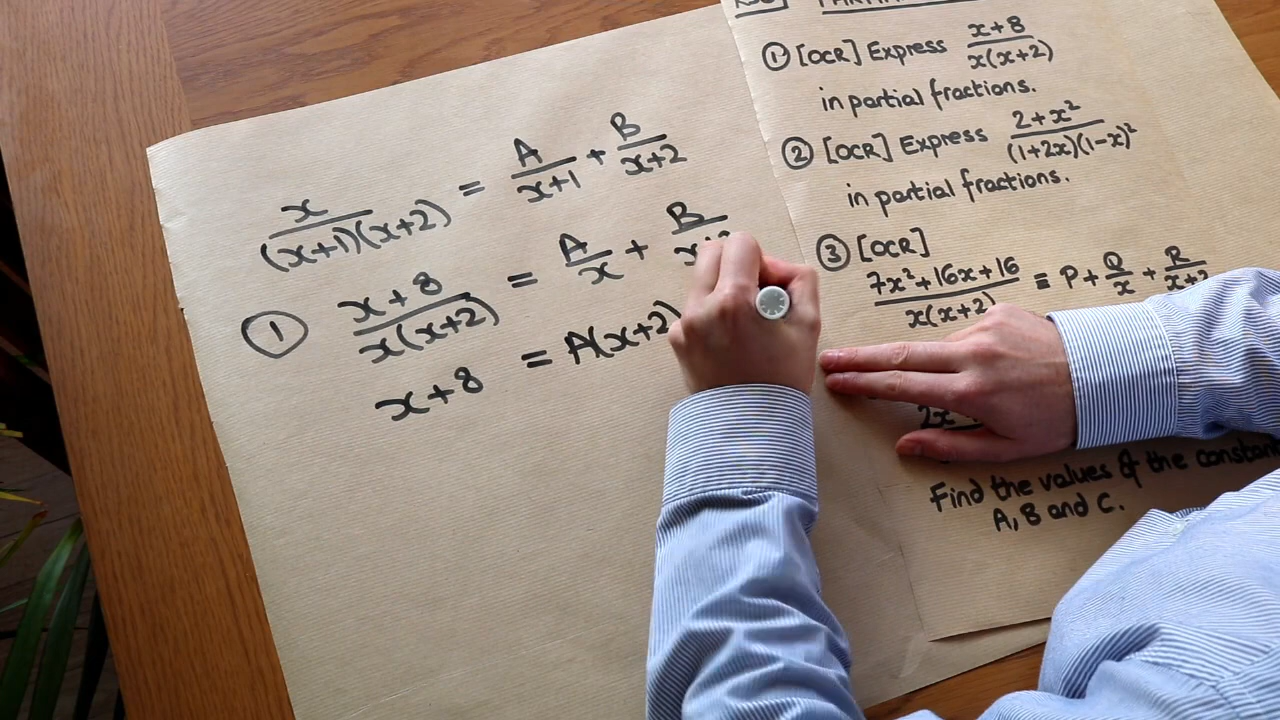 x/((x+1)(x+2)) = A/(x+1) + B/(x+2)
① (x+8)/(x(x+2)) = A/x + B/
x+8 = A(x+2)
① [OCR] Express (x+8)/(x(x+2))
in partial fractions.
② [OCR] Express (2+x²)/((1+2x)(1-x)²)
in partial fractions.
③ [OCR]
(7x²+16x+16)/(x(x+2)) ≡ P + Q/x + R/(x+2)
Find the values of the constant
A, B and C.